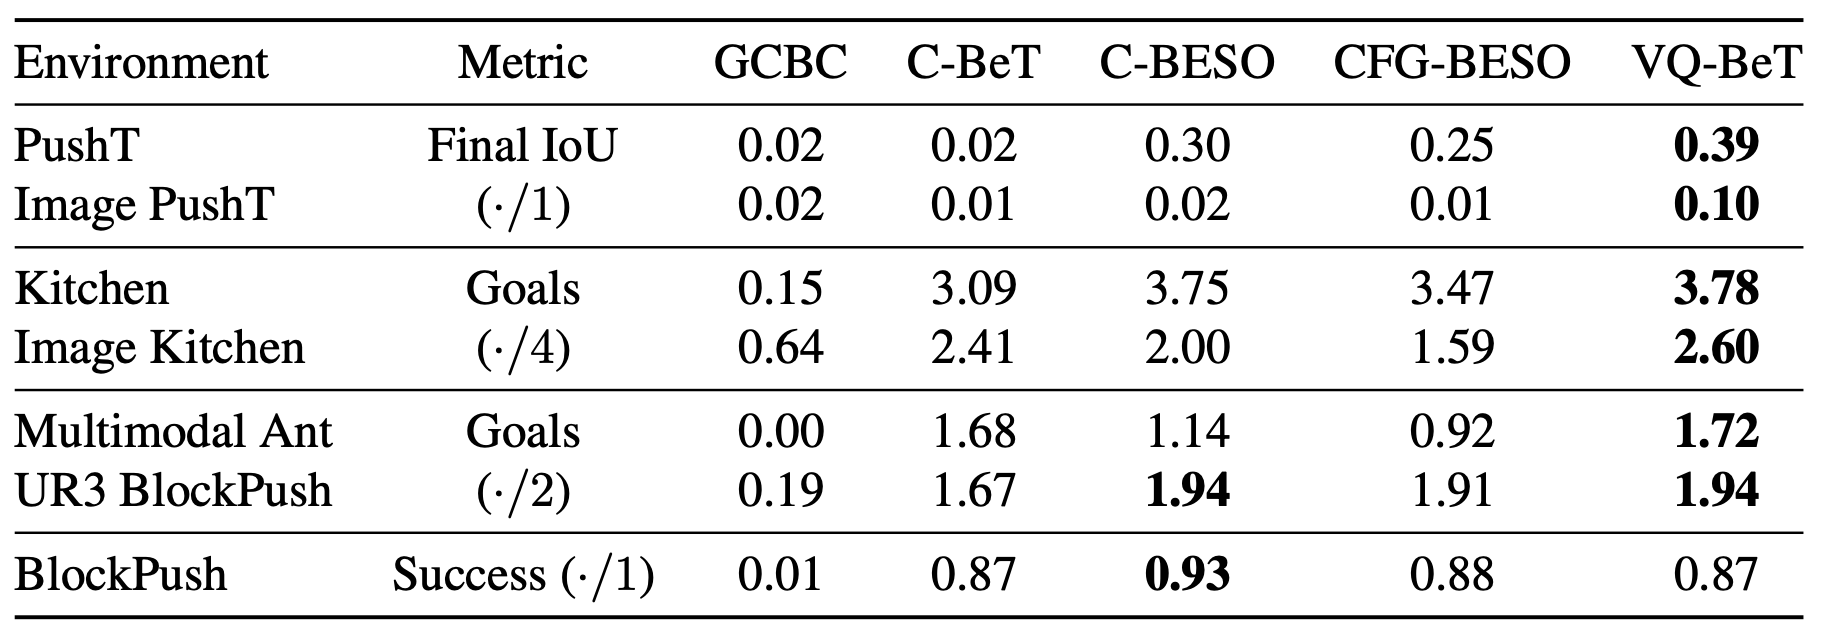 Environment Metric GCBC C-BeT C-BESO CFG-BESO VQ-BeT
PushT Final IoU 0.02 0.02 0.30 0.25 0.39
Image PushT (·/1) 0.02 0.01 0.02 0.01 0.10
Kitchen Goals 0.15 3.09 3.75 3.47 3.78
Image Kitchen (·/4) 0.64 2.41 2.00 1.59 2.60
Multimodal Ant Goals 0.00 1.68 1.14 0.92 1.72
UR3 BlockPush (·/2) 0.19 1.67 1.94 1.91 1.94
BlockPush Success (·/1) 0.01 0.87 0.93 0.88 0.87